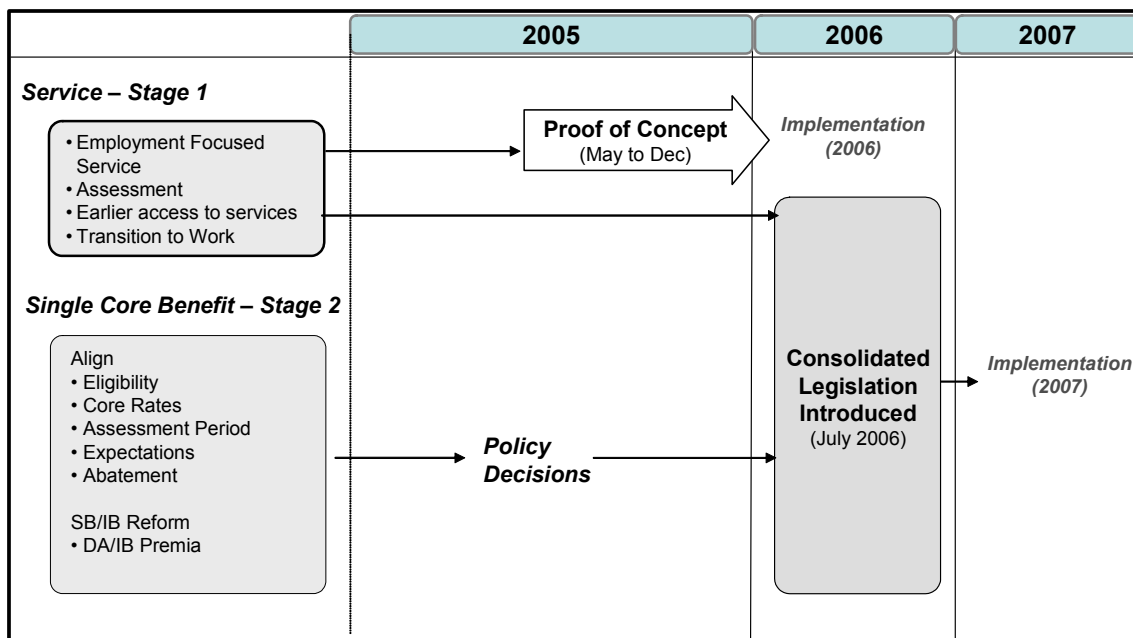 2005
2006
2007
Service – Stage 1
• Employment Focused
Service
• Assessment
• Earlier access to services
• Transition to Work
Proof of Concept
(May to Dec)
Implementation
(2006)
Single Core Benefit – Stage 2
Align
• Eligibility
• Core Rates
• Assessment Period
• Expectations
• Abatement
SB/IB Reform
• DA/IB Premia
Policy
Decisions
Consolidated
Legislation
Introduced
(July 2006)
Implementation
(2007)